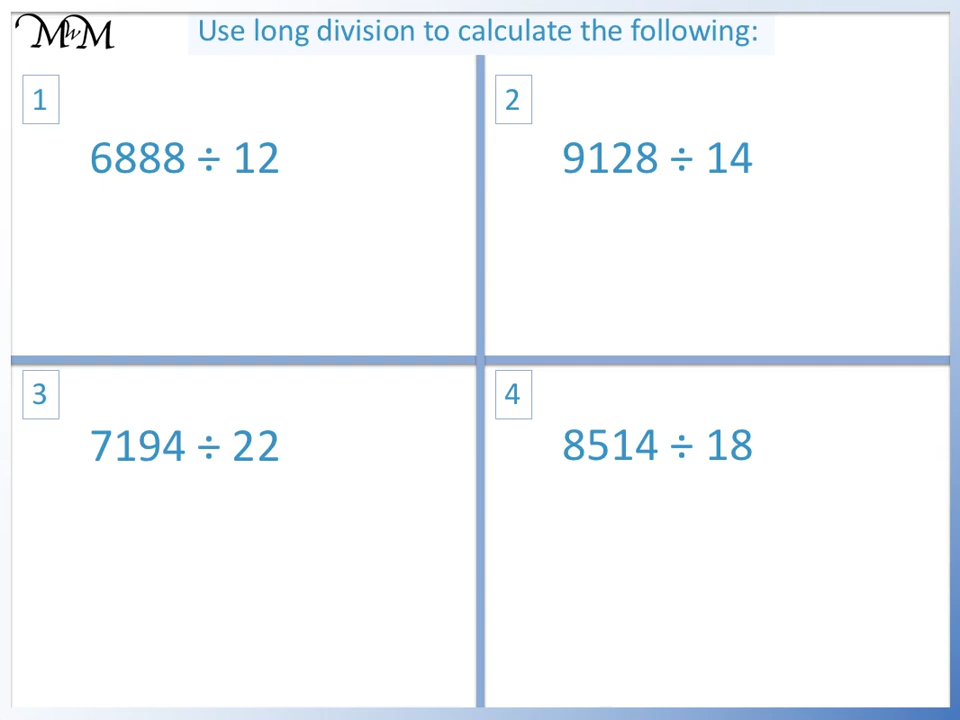 MwM
Use long division to calculate the following:
1
6888 ÷ 12
2
9128 ÷ 14
3
7194 ÷ 22
4
8514 ÷ 18